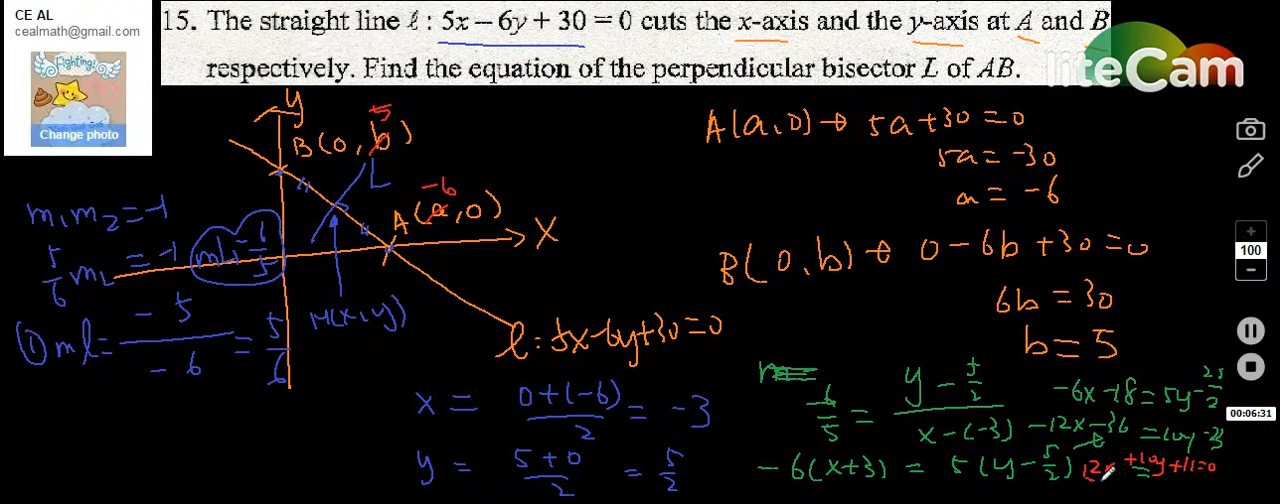 CE AL
cealmath@gmail.com
Fighting!
Change photo
15. The straight line ℓ : 5x − 6y + 30 = 0 cuts the x-axis and the y-axis at A and B
respectively. Find the equation of the perpendicular bisector L of AB.
liteCam
y
B(0, b)
5
L
A(a, 0)
-6
X
M(x, y)
ℓ : 5x-6y+30=0
m1m2=-1
5/6 mL = -1
mL = -6/5
① mℓ = -5/-6 = 5/6
A(a,0) → 5a+30=0
5a=-30
a=-6
B(0,b) → 0-6b+30=0
6b=30
b=5
x = (0+(-6))/2 = -3
y = (5+0)/2 = 5/2
-6/5 = (y-5/2)/(x-(-3))
-6(x+3) = 5(y-5/2)
-6x-18=5y-25/2
-12x-36=10y-25
12x+10y+11=0
100
00:06:31